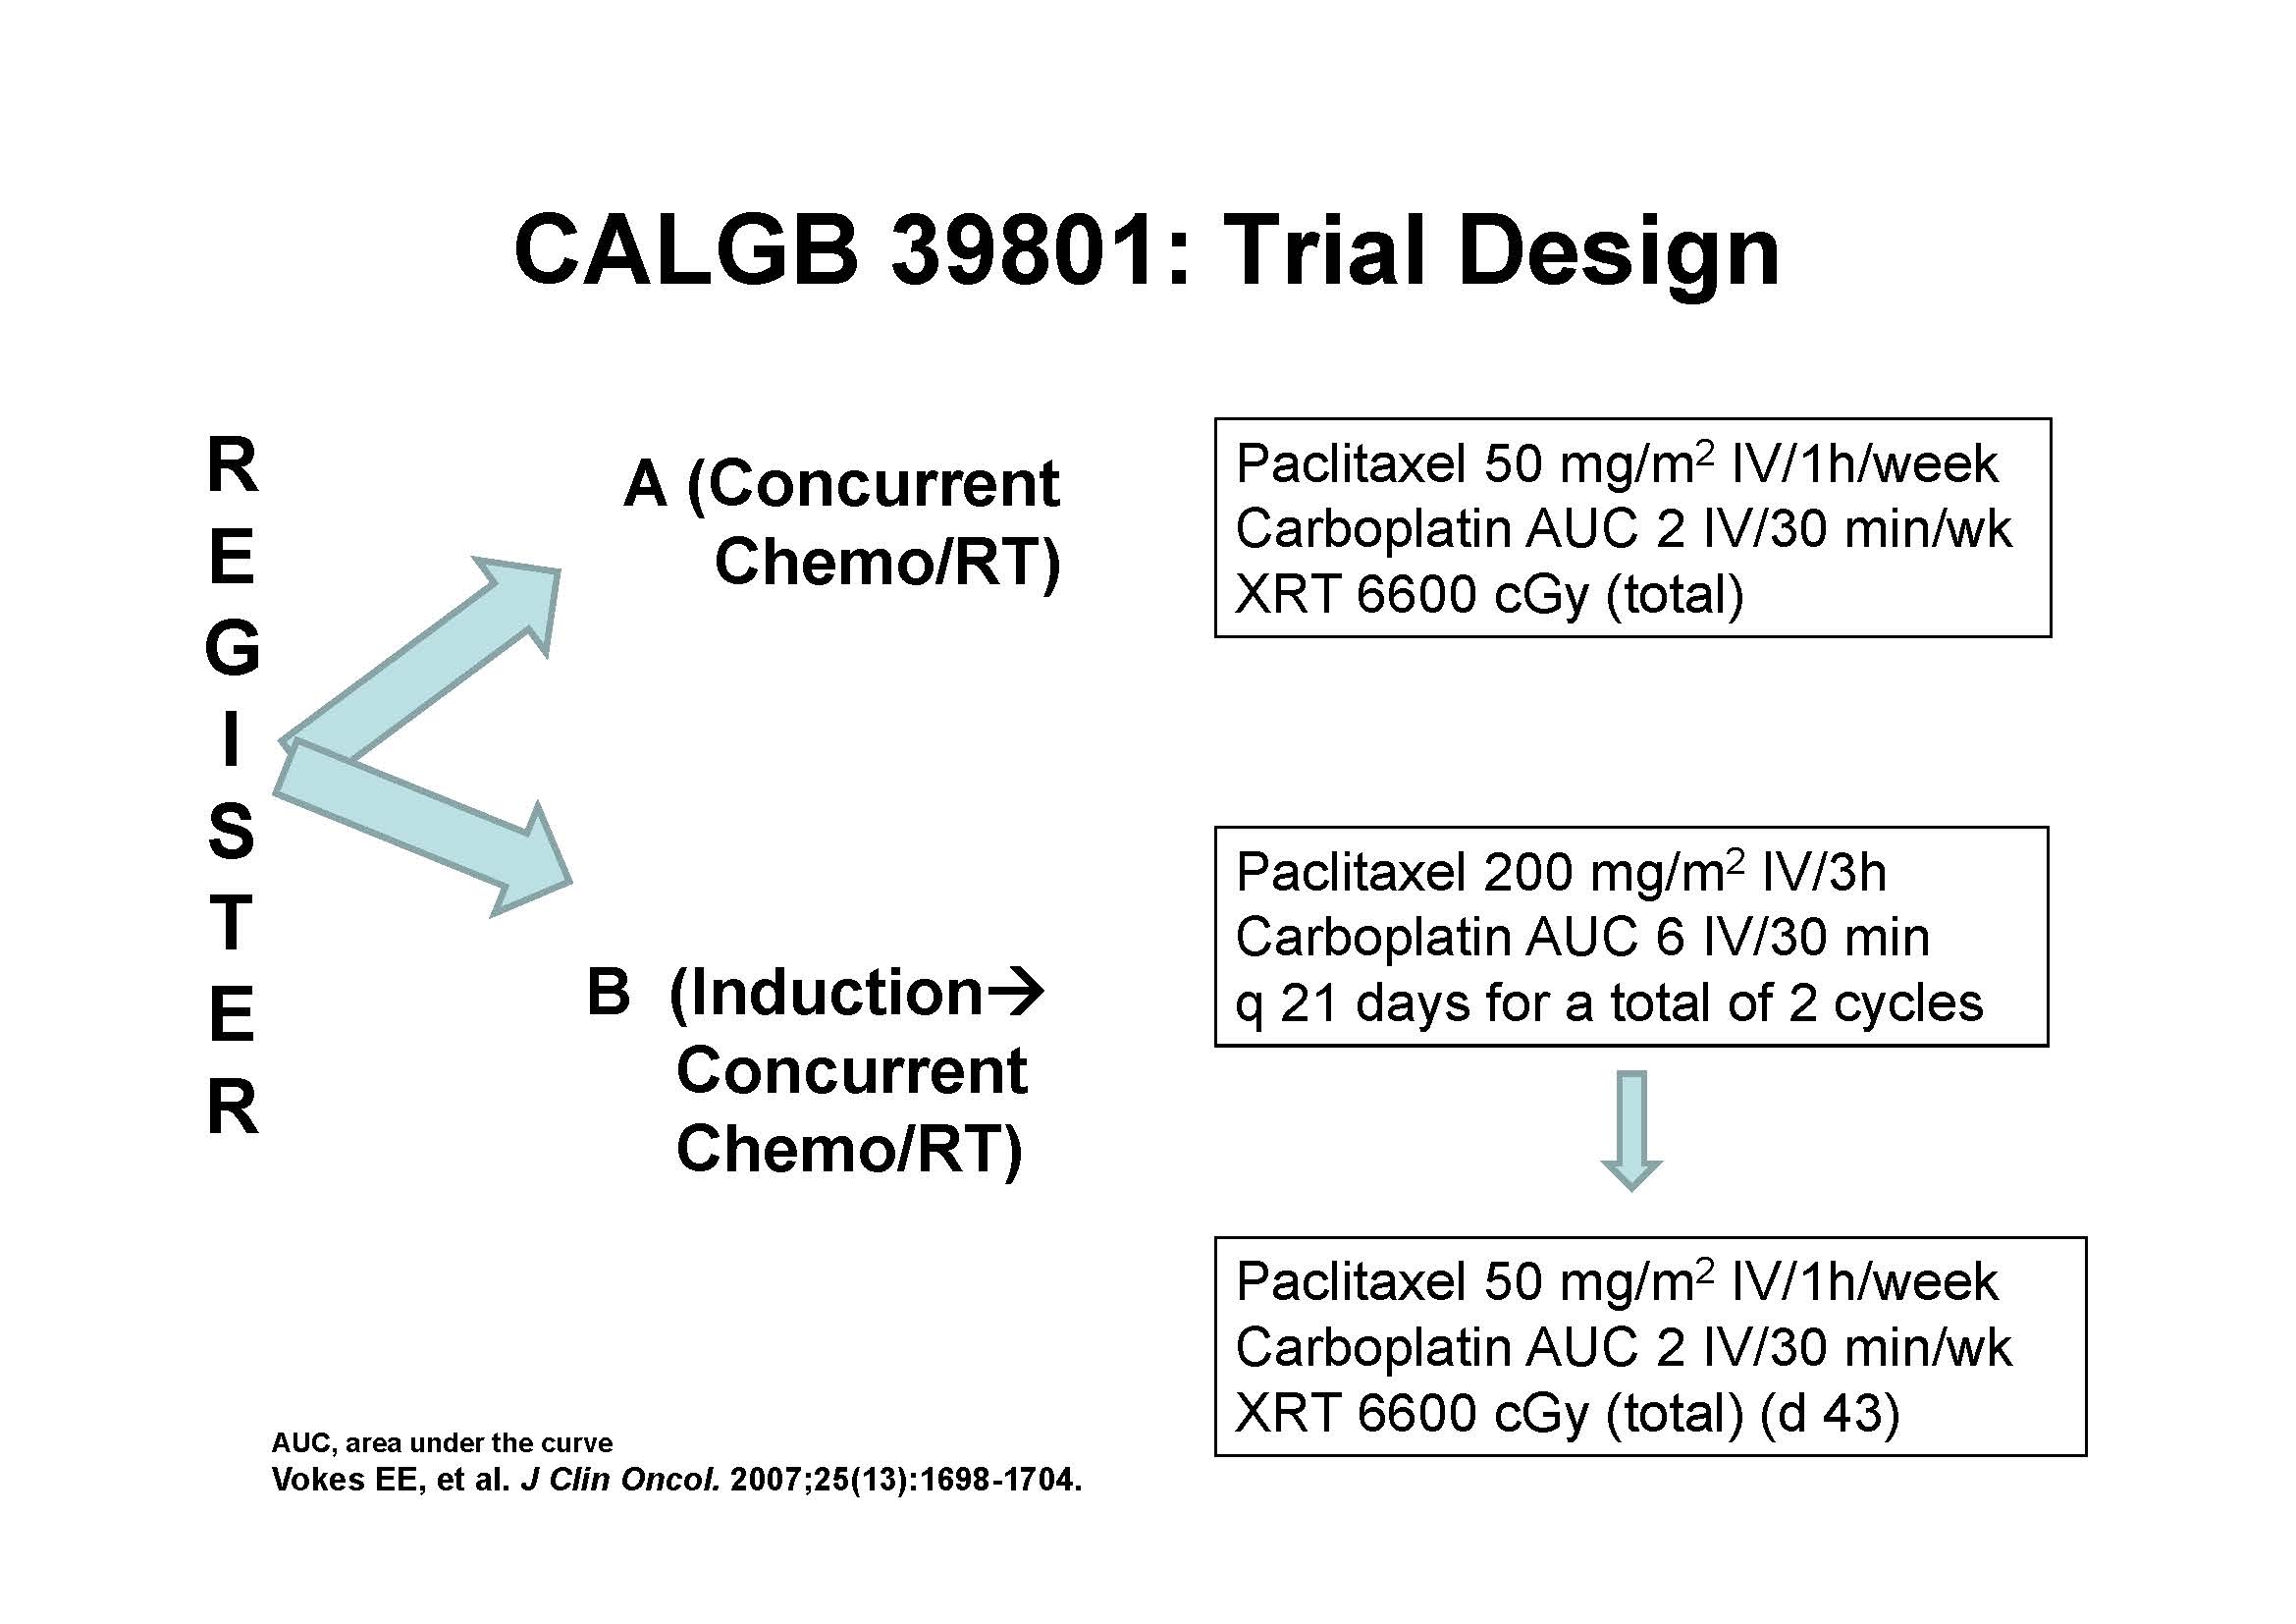 CALGB 39801: Trial Design
R
E
G
I
S
T
E
R
A (Concurrent
Chemo/RT)
Paclitaxel 50 mg/m² IV/1h/week
Carboplatin AUC 2 IV/30 min/wk
XRT 6600 cGy (total)
B (Induction→
Concurrent
Chemo/RT)
Paclitaxel 200 mg/m² IV/3h
Carboplatin AUC 6 IV/30 min
q 21 days for a total of 2 cycles
Paclitaxel 50 mg/m² IV/1h/week
Carboplatin AUC 2 IV/30 min/wk
XRT 6600 cGy (total) (d 43)
AUC, area under the curve
Vokes EE, et al. J Clin Oncol. 2007;25(13):1698-1704.